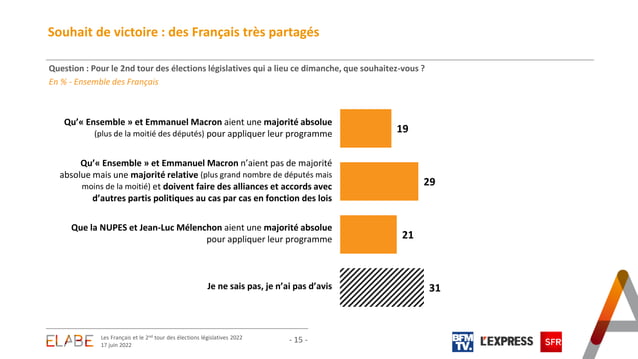 Souhait de victoire : des Français très partagés
Question : Pour le 2nd tour des élections législatives qui a lieu ce dimanche, que souhaitez-vous ?
En % - Ensemble des Français
Qu'« Ensemble » et Emmanuel Macron aient une majorité absolue
(plus de la moitié des députés) pour appliquer leur programme
19
Qu'« Ensemble » et Emmanuel Macron n'aient pas de majorité
absolue mais une majorité relative (plus grand nombre de députés mais
moins de la moitié) et doivent faire des alliances et accords avec
d'autres partis politiques au cas par cas en fonction des lois
29
Que la NUPES et Jean-Luc Mélenchon aient une majorité absolue
pour appliquer leur programme
21
Je ne sais pas, je n'ai pas d'avis
31
ELABE
Les Français et le 2nd tour des élections législatives 2022
17 juin 2022
- 15 -
BFM
TV.
L'EXPRESS
SFR